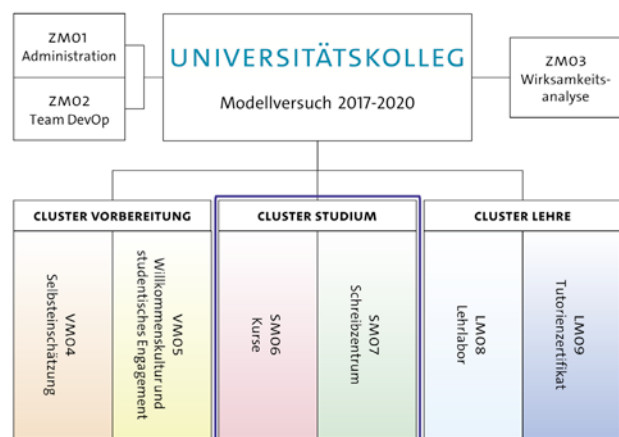 ZM01
Administration
ZM02
Team DevOp
UNIVERSITÄTSKOLLEG
Modellversuch 2017-2020
ZM03
Wirksamkeits-
analyse
CLUSTER VORBEREITUNG
CLUSTER STUDIUM
CLUSTER LEHRE
VM04
Selbsteinschätzung
VM05
Willkommenskultur und
studentisches Engagement
SM06
Kurse
SM07
Schreibzentrum
LM08
Lehrlabor
LM09
Tutorienzertifikat